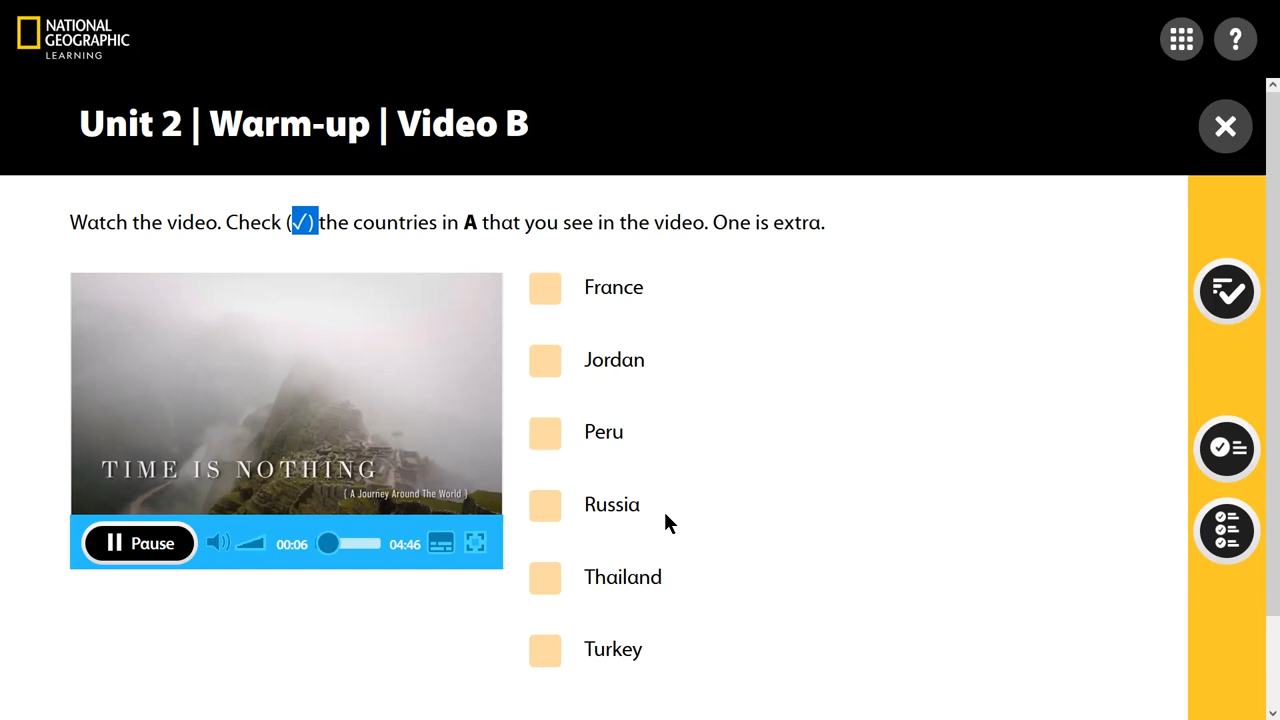 NATIONAL
GEOGRAPHIC
LEARNING
?
Unit 2 | Warm-up | Video B
Watch the video. Check (✓) the countries in A that you see in the video. One is extra.
TIME IS NOTHING
{ A Journey Around The World }
Pause 00:06 04:46
France
Jordan
Peru
Russia
Thailand
Turkey